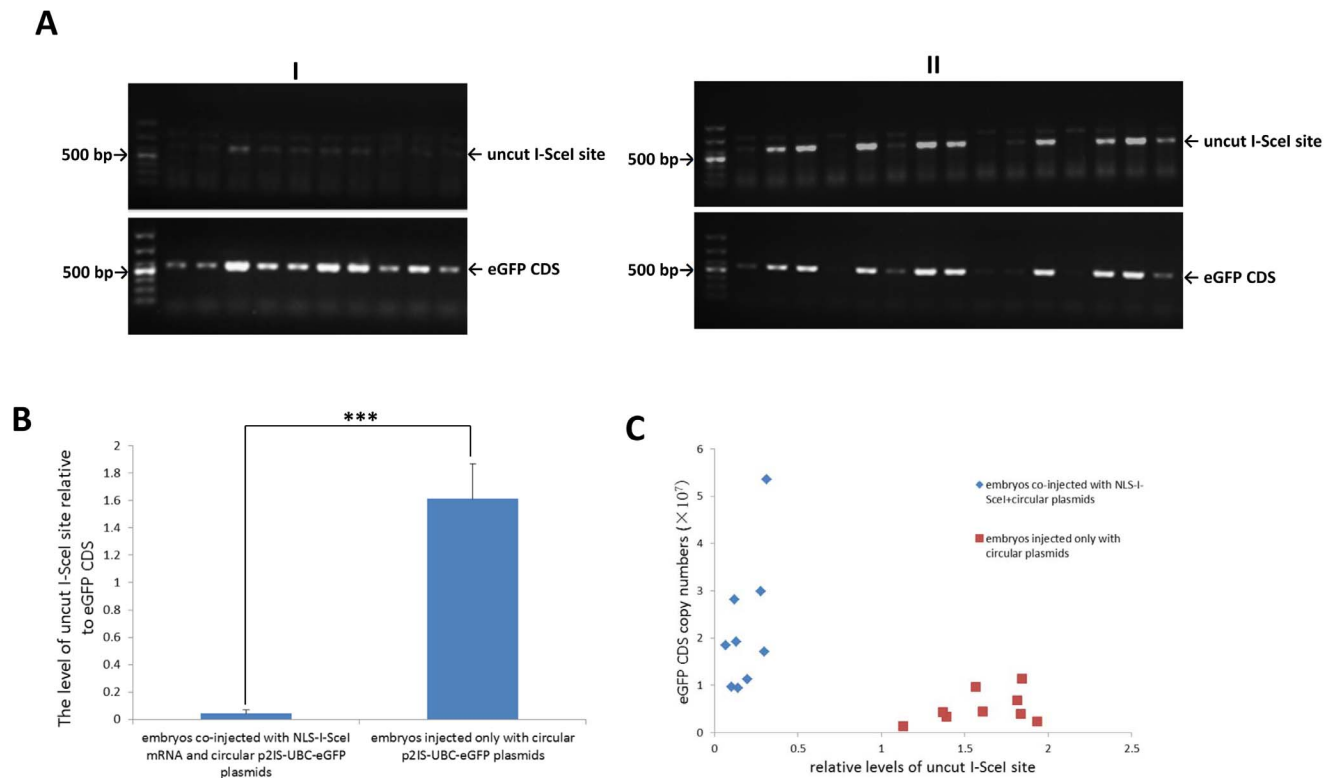 A
I
II
500 bp→
←uncut I-SceI site
500 bp→
←eGFP CDS
500 bp→
←uncut I-SceI site
500 bp→
←eGFP CDS
B
***
The level of uncut I-SceI site relative
to eGFP CDS
2
1.8
1.6
1.4
1.2
1
0.8
0.6
0.4
0.2
0
embryos co-injected with NLS-I-SceI
mRNA and circular p2IS-UBC-eGFP
plasmids
embryos injected only with circular
p2IS-UBC-eGFP plasmids
C
eGFP CDS copy numbers (×10⁷)
6
5
4
3
2
1
0
0
0.5
1
1.5
2
2.5
relative levels of uncut I-SceI site
embryos co-injected with NLS-I-
SceI+circular plasmids
embryos injected only with
circular plasmids